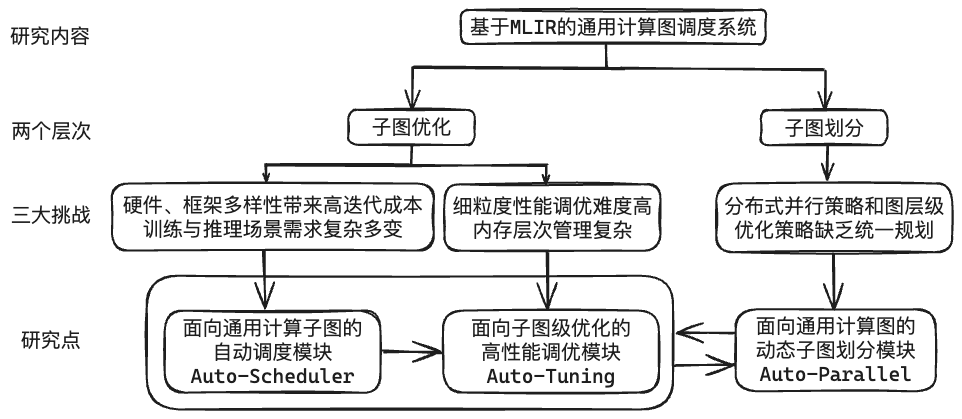 研究内容
基于MLIR的通用计算图调度系统
两个层次
子图优化
子图划分
三大挑战
硬件、框架多样性带来高迭代成本
训练与推理场景需求复杂多变
细粒度性能调优难度高
内存层次管理复杂
分布式并行策略和图层级
优化策略缺乏统一规划
研究点
面向通用计算子图的
自动调度模块
Auto-Scheduler
面向子图级优化的
高性能调优模块
Auto-Tuning
面向通用计算图的
动态子图划分模块
Auto-Parallel